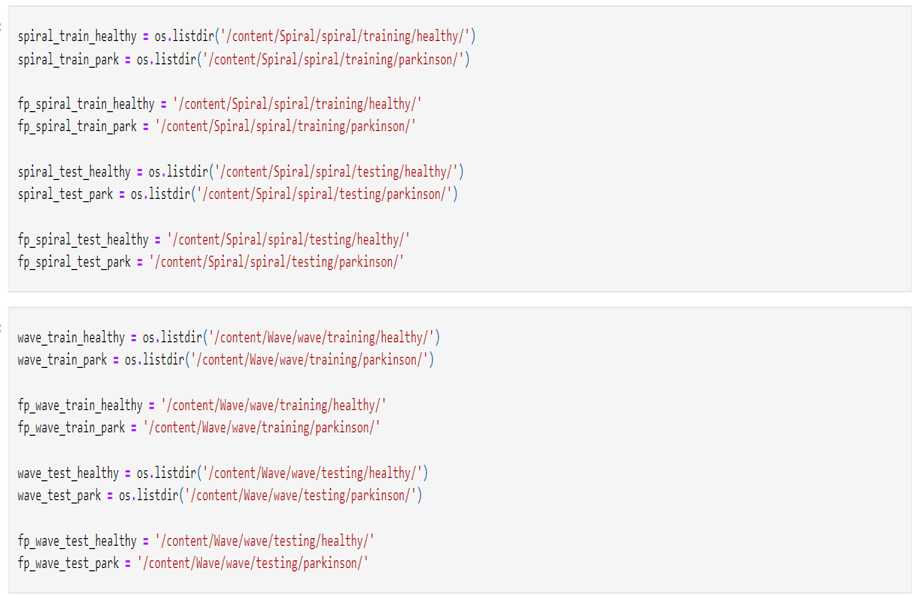 spiral_train_healthy = os.listdir('/content/Spiral/spiral/training/healthy/')
spiral_train_park = os.listdir('/content/Spiral/spiral/training/parkinson/')
fp_spiral_train_healthy = '/content/Spiral/spiral/training/healthy/'
fp_spiral_train_park = '/content/Spiral/spiral/training/parkinson/'
spiral_test_healthy = os.listdir('/content/Spiral/spiral/testing/healthy/')
spiral_test_park = os.listdir('/content/Spiral/spiral/testing/parkinson/')
fp_spiral_test_healthy = '/content/Spiral/spiral/testing/healthy/'
fp_spiral_test_park = '/content/Spiral/spiral/testing/parkinson/'
wave_train_healthy = os.listdir('/content/Wave/wave/training/healthy/')
wave_train_park = os.listdir('/content/Wave/wave/training/parkinson/')
fp_wave_train_healthy = '/content/Wave/wave/training/healthy/'
fp_wave_train_park = '/content/Wave/wave/training/parkinson/'
wave_test_healthy = os.listdir('/content/Wave/wave/testing/healthy/')
wave_test_park = os.listdir('/content/Wave/wave/testing/parkinson/')
fp_wave_test_healthy = '/content/Wave/wave/testing/healthy/'
fp_wave_test_park = '/content/Wave/wave/testing/parkinson/'